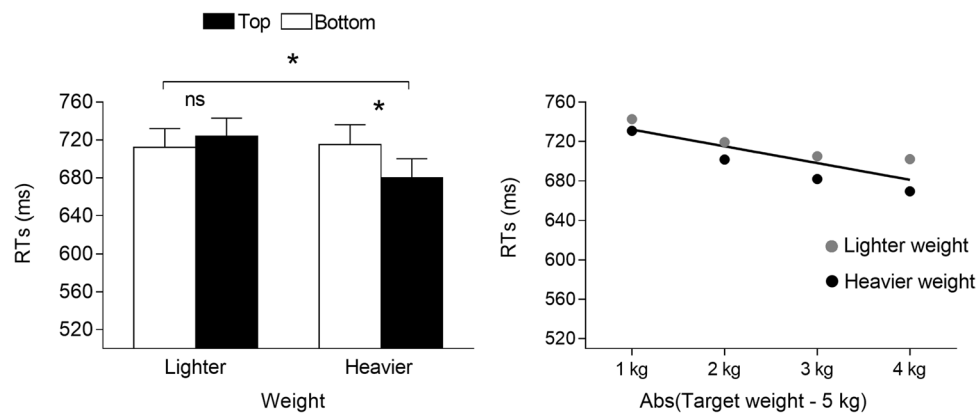 Top Bottom
*
ns
*
760
720
680
640
600
560
520
RTs (ms)
Lighter Heavier
Weight
760
720
680
640
600
560
520
RTs (ms)
Lighter weight
Heavier weight
1 kg 2 kg 3 kg 4 kg
Abs(Target weight - 5 kg)